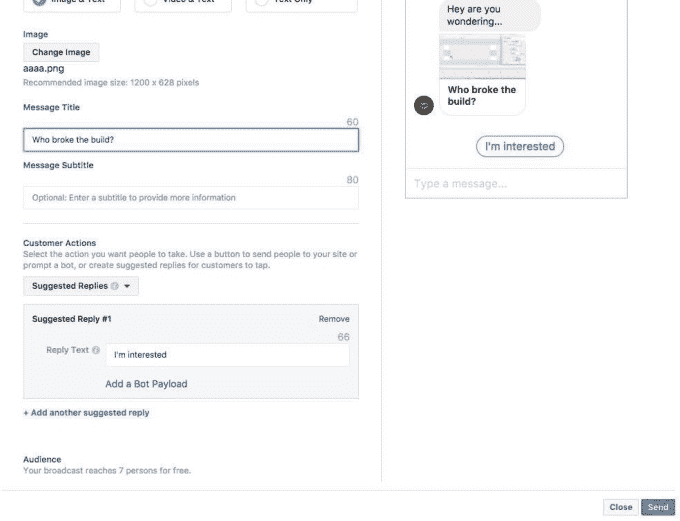 Image & Text
Video & Text
Text Only
Image
Change Image
aaaa.png
Recommended image size: 1200 x 628 pixels
Message Title
60
Who broke the build?
Message Subtitle
80
Optional: Enter a subtitle to provide more information
Customer Actions
Select the action you want people to take. Use a button to send people to your site or
prompt a bot, or create suggested replies for customers to tap.
Suggested Replies
Suggested Reply #1
Remove
66
Reply Text
I'm interested
Add a Bot Payload
+ Add another suggested reply
Audience
Your broadcast reaches 7 persons for free.
Hey are you
wondering...
Who broke the
build?
I'm interested
Type a message...
Close
Send